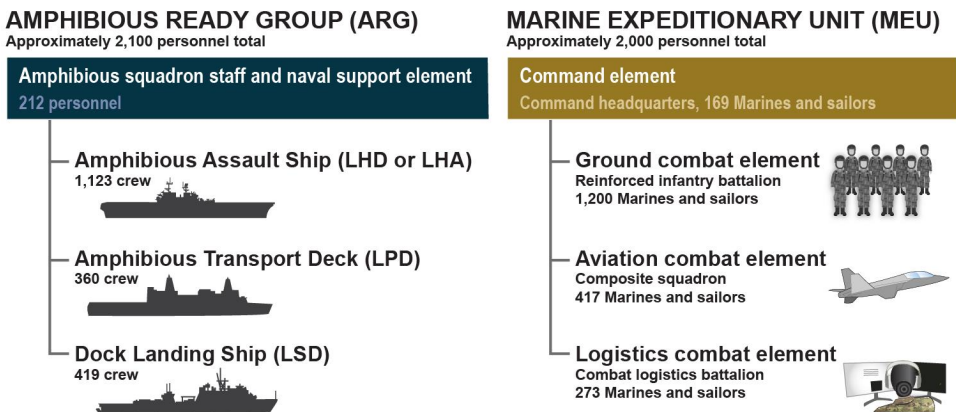 AMPHIBIOUS READY GROUP (ARG)
Approximately 2,100 personnel total
Amphibious squadron staff and naval support element
212 personnel
Amphibious Assault Ship (LHD or LHA)
1,123 crew
Amphibious Transport Deck (LPD)
360 crew
Dock Landing Ship (LSD)
419 crew
MARINE EXPEDITIONARY UNIT (MEU)
Approximately 2,000 personnel total
Command element
Command headquarters, 169 Marines and sailors
Ground combat element
Reinforced infantry battalion
1,200 Marines and sailors
Aviation combat element
Composite squadron
417 Marines and sailors
Logistics combat element
Combat logistics battalion
273 Marines and sailors